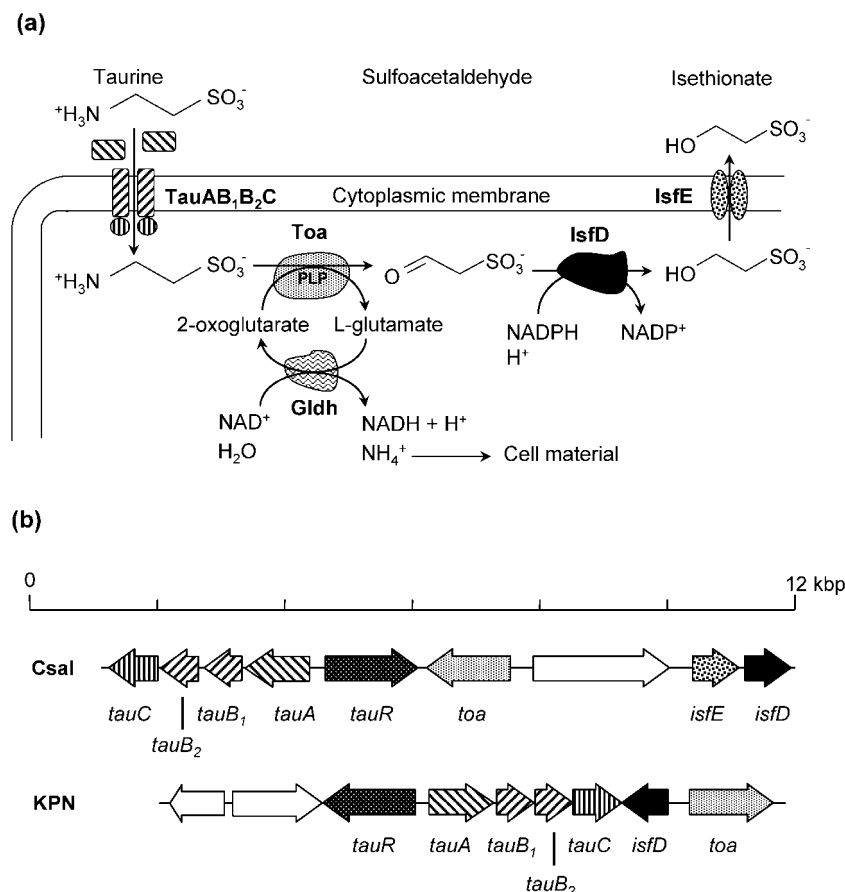 (a)
Taurine Sulfoacetaldehyde Isethionate
⁺H₃N SO₃⁻ HO SO₃⁻
TauAB₁B₂C Cytoplasmic membrane IsfE
Toa IsfD
⁺H₃N SO₃⁻ PLP O SO₃⁻ HO SO₃⁻
2-oxoglutarate L-glutamate NADPH NADP⁺
H⁺
Gldh
NAD⁺ NADH + H⁺
H₂O NH₄⁺ Cell material
(b)
0 12 kbp
Csal
tauC tauB₁ tauA tauR toa isfE isfD
tauB₂
KPN
tauR tauA tauB₁ tauC isfD toa
tauB₂